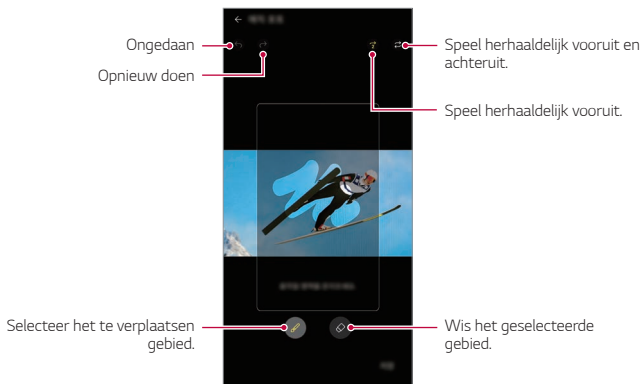 Ongedaan
Opnieuw doen
Speel herhaaldelijk vooruit en
achteruit.
Speel herhaaldelijk vooruit.
Selecteer het te verplaatsen
gebied.
Wis het geselecteerde
gebied.